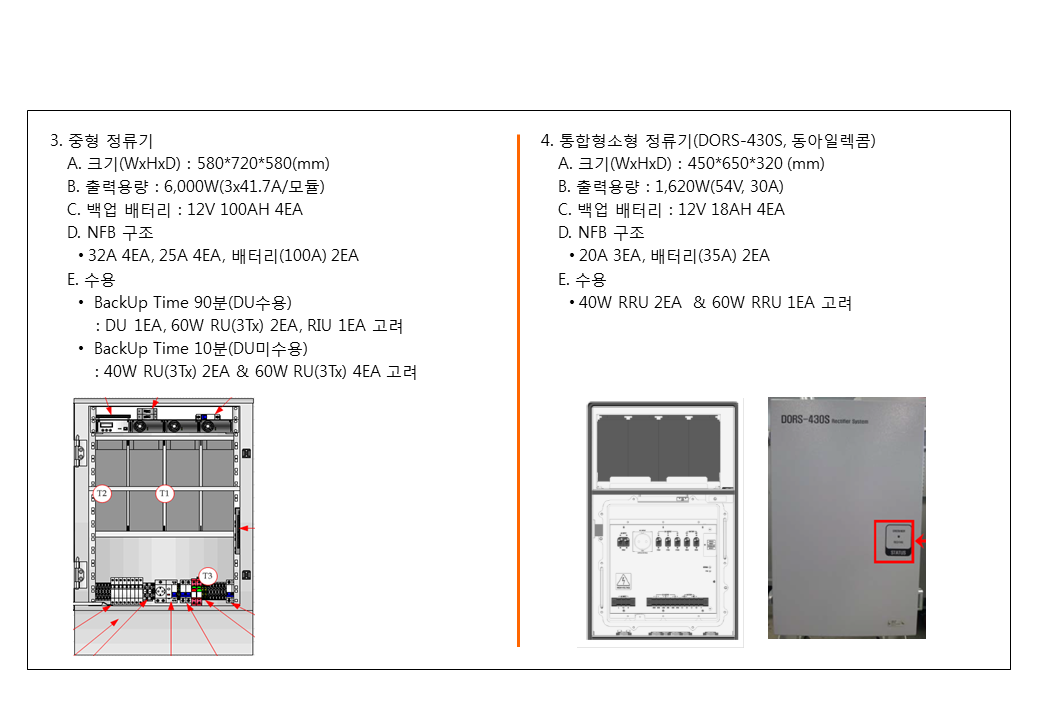 3. 중형 정류기
A. 크기(WxHxD) : 580*720*580(mm)
B. 출력용량 : 6,000W(3x41.7A/모듈)
C. 백업 배터리 : 12V 100AH 4EA
D. NFB 구조
• 32A 4EA, 25A 4EA, 배터리(100A) 2EA
E. 수용
• BackUp Time 90분(DU수용)
: DU 1EA, 60W RU(3Tx) 2EA, RIU 1EA 고려
• BackUp Time 10분(DU미수용)
: 40W RU(3Tx) 2EA & 60W RU(3Tx) 4EA 고려
T2
T1
T3
4. 통합형소형 정류기(DORS-430S, 동아일렉콤)
A. 크기(WxHxD) : 450*650*320 (mm)
B. 출력용량 : 1,620W(54V, 30A)
C. 백업 배터리 : 12V 18AH 4EA
D. NFB 구조
• 20A 3EA, 배터리(35A) 2EA
E. 수용
• 40W RRU 2EA & 60W RRU 1EA 고려
DORS-430S Rectifier System
STATUS